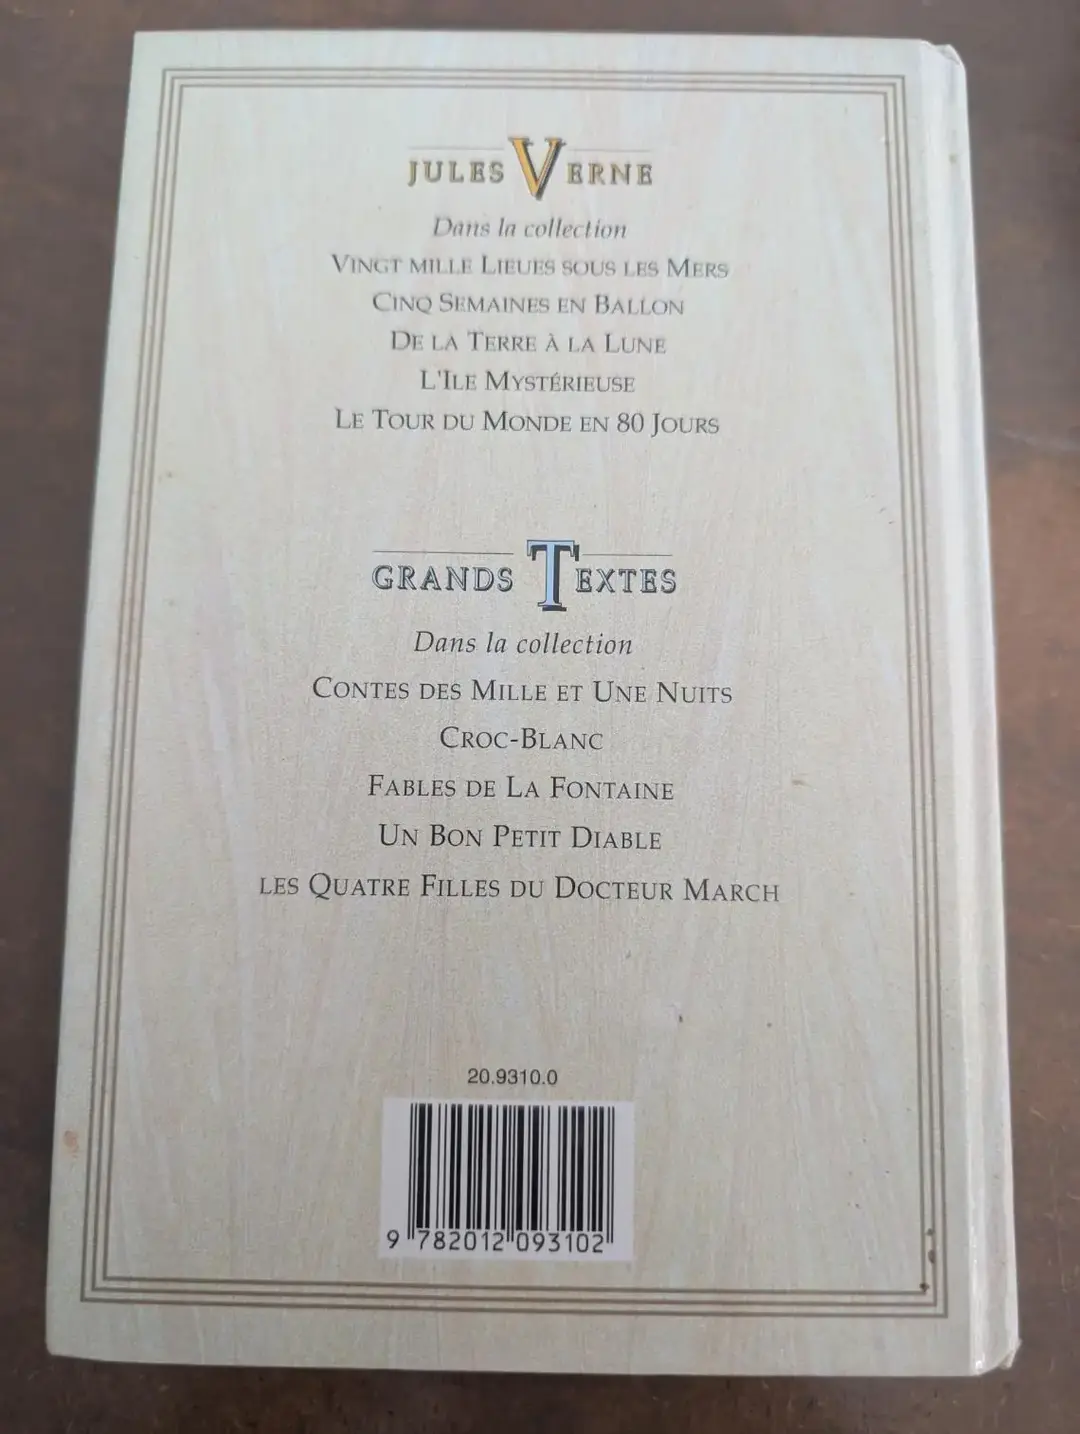 JULES VERNE
Dans la collection
VINGT MILLE LIEUES SOUS LES MERS
CINQ SEMAINES EN BALLON
DE LA TERRE À LA LUNE
L'ILE MYSTÉRIEUSE
LE TOUR DU MONDE EN 80 JOURS
GRANDS TEXTES
Dans la collection
CONTES DES MILLE ET UNE NUITS
CROC-BLANC
FABLES DE LA FONTAINE
UN BON PETIT DIABLE
LES QUATRE FILLES DU DOCTEUR MARCH
20.9310.0
9 782012 093102